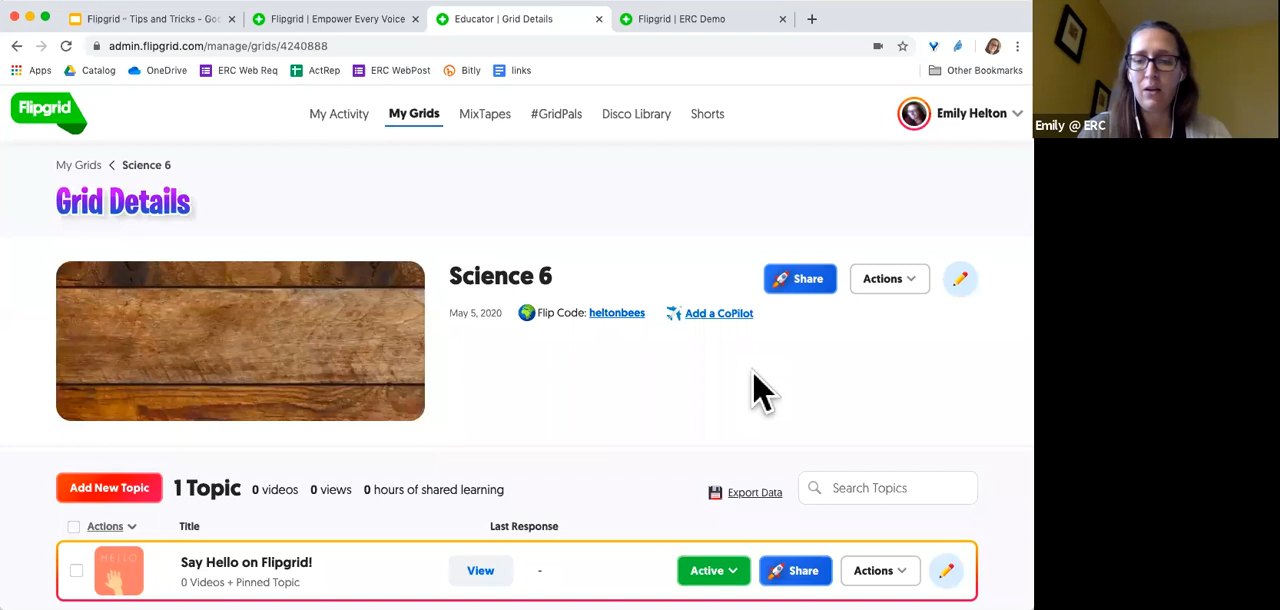 Flipgrid - Tips and Tricks - Goo
Flipgrid | Empower Every Voice
Educator | Grid Details
Flipgrid | ERC Demo
admin.flipgrid.com/manage/grids/4240888
Apps Catalog OneDrive ERC Web Req ActRep ERC WebPost Bitly links Other Bookmarks
Flipgrid
My Activity My Grids MixTapes #GridPals Disco Library Shorts Emily Helton
Emily @ ERC
My Grids < Science 6
Grid Details
Science 6
Share Actions
May 5, 2020 Flip Code: heltonbees Add a CoPilot
Add New Topic 1 Topic 0 videos 0 views 0 hours of shared learning Export Data Search Topics
Actions Title Last Response
HELLO
Say Hello on Flipgrid!
0 Videos + Pinned Topic
View - Active Share Actions